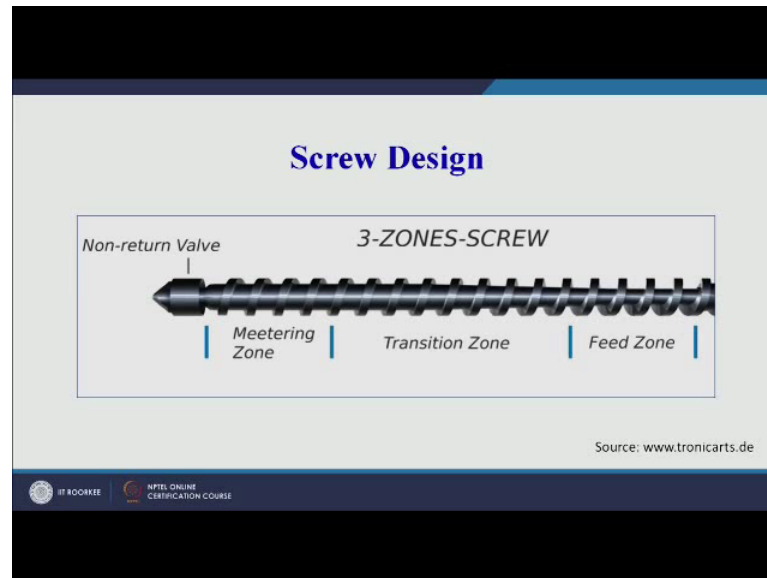 Screw Design
Non-return Valve
3-ZONES-SCREW
Meetering
Zone
Transition Zone
Feed Zone
Source: www.tronicarts.de
IIT ROORKEE
NPTEL ONLINE
CERTIFICATION COURSE